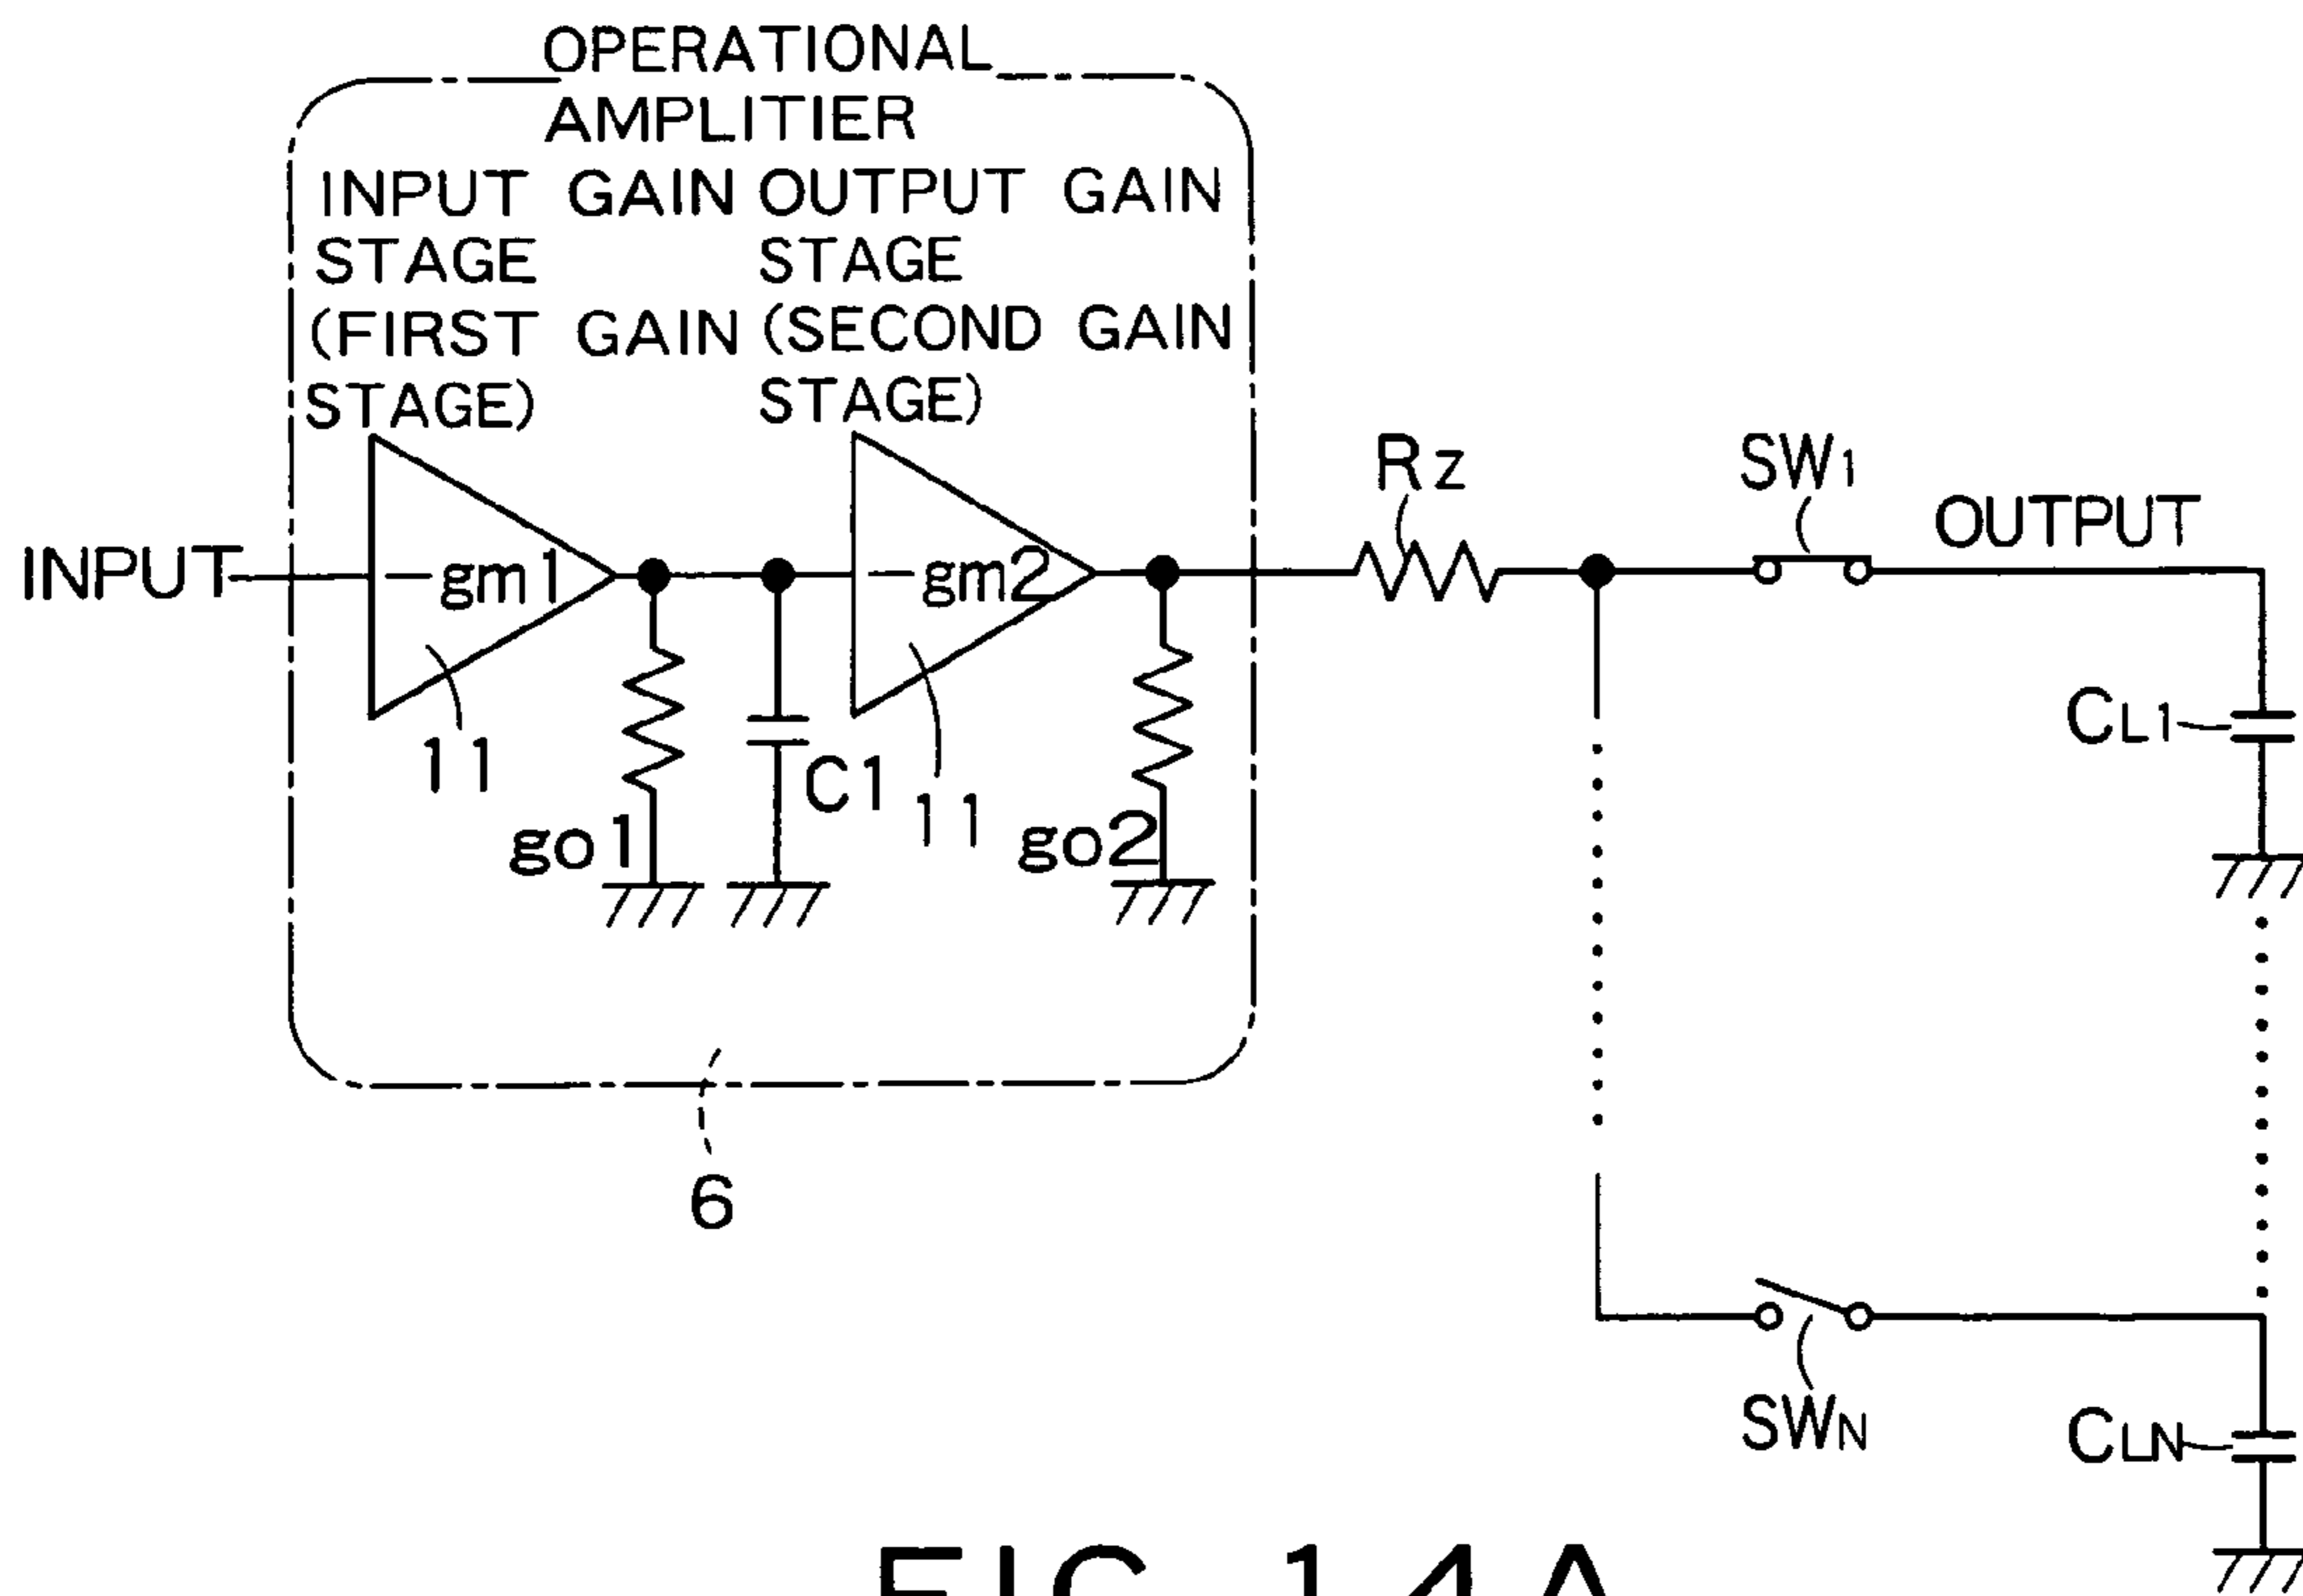 OPERATIONAL
AMPLITIER
INPUT GAIN
STAGE
(FIRST GAIN
STAGE)
OUTPUT GAIN
STAGE
(SECOND GAIN
STAGE)
INPUT
-gm1
11
go1
C1
-gm2
11
go2
6
RZ
SW1
OUTPUT
CL1
SWN
CLN
FIG. 14A